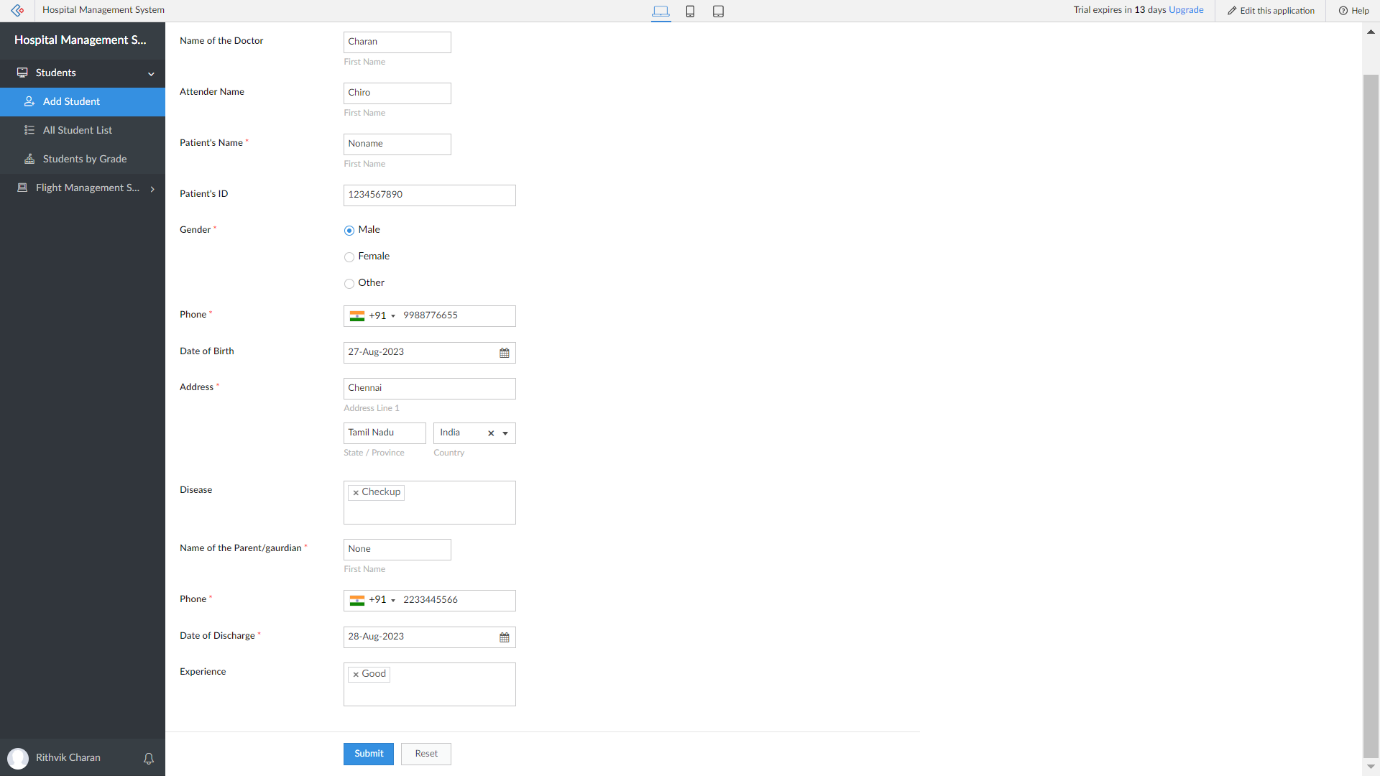 Hospital Management System
Trial expires in 13 days Upgrade
Edit this application
Help
Hospital Management S...
Students
Add Student
All Student List
Students by Grade
Flight Management S...
Rithvik Charan
Name of the Doctor
Charan
First Name
Attender Name
Chiro
First Name
Patient's Name *
Noname
First Name
Patient's ID
1234567890
Gender *
Male
Female
Other
Phone *
+91 9988776655
Date of Birth
27-Aug-2023
Address *
Chennai
Address Line 1
Tamil Nadu
India
State / Province
Country
Disease
× Checkup
Name of the Parent/gaurdian *
None
First Name
Phone *
+91 2233445566
Date of Discharge *
28-Aug-2023
Experience
× Good
Submit
Reset